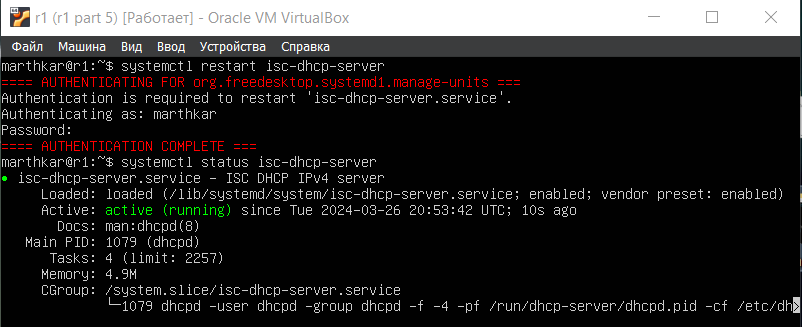 r1 (r1 part 5) [Работает] - Oracle VM VirtualBox
Файл Машина Вид Ввод Устройства Справка
marthkar@r1:~$ systemctl restart isc-dhcp-server
==== AUTHENTICATING FOR org.freedesktop.systemd1.manage-units ===
Authentication is required to restart 'isc-dhcp-server.service'.
Authenticating as: marthkar
Password:
==== AUTHENTICATION COMPLETE ===
marthkar@r1:~$ systemctl status isc-dhcp-server
● isc-dhcp-server.service - ISC DHCP IPv4 server
Loaded: loaded (/lib/systemd/system/isc-dhcp-server.service; enabled; vendor preset: enabled)
Active: active (running) since Tue 2024-03-26 20:53:42 UTC; 10s ago
Docs: man:dhcpd(8)
Main PID: 1079 (dhcpd)
Tasks: 4 (limit: 2257)
Memory: 4.9M
CGroup: /system.slice/isc-dhcp-server.service
└─1079 dhcpd -user dhcpd -group dhcpd -f -4 -pf /run/dhcp-server/dhcpd.pid -cf /etc/dh>